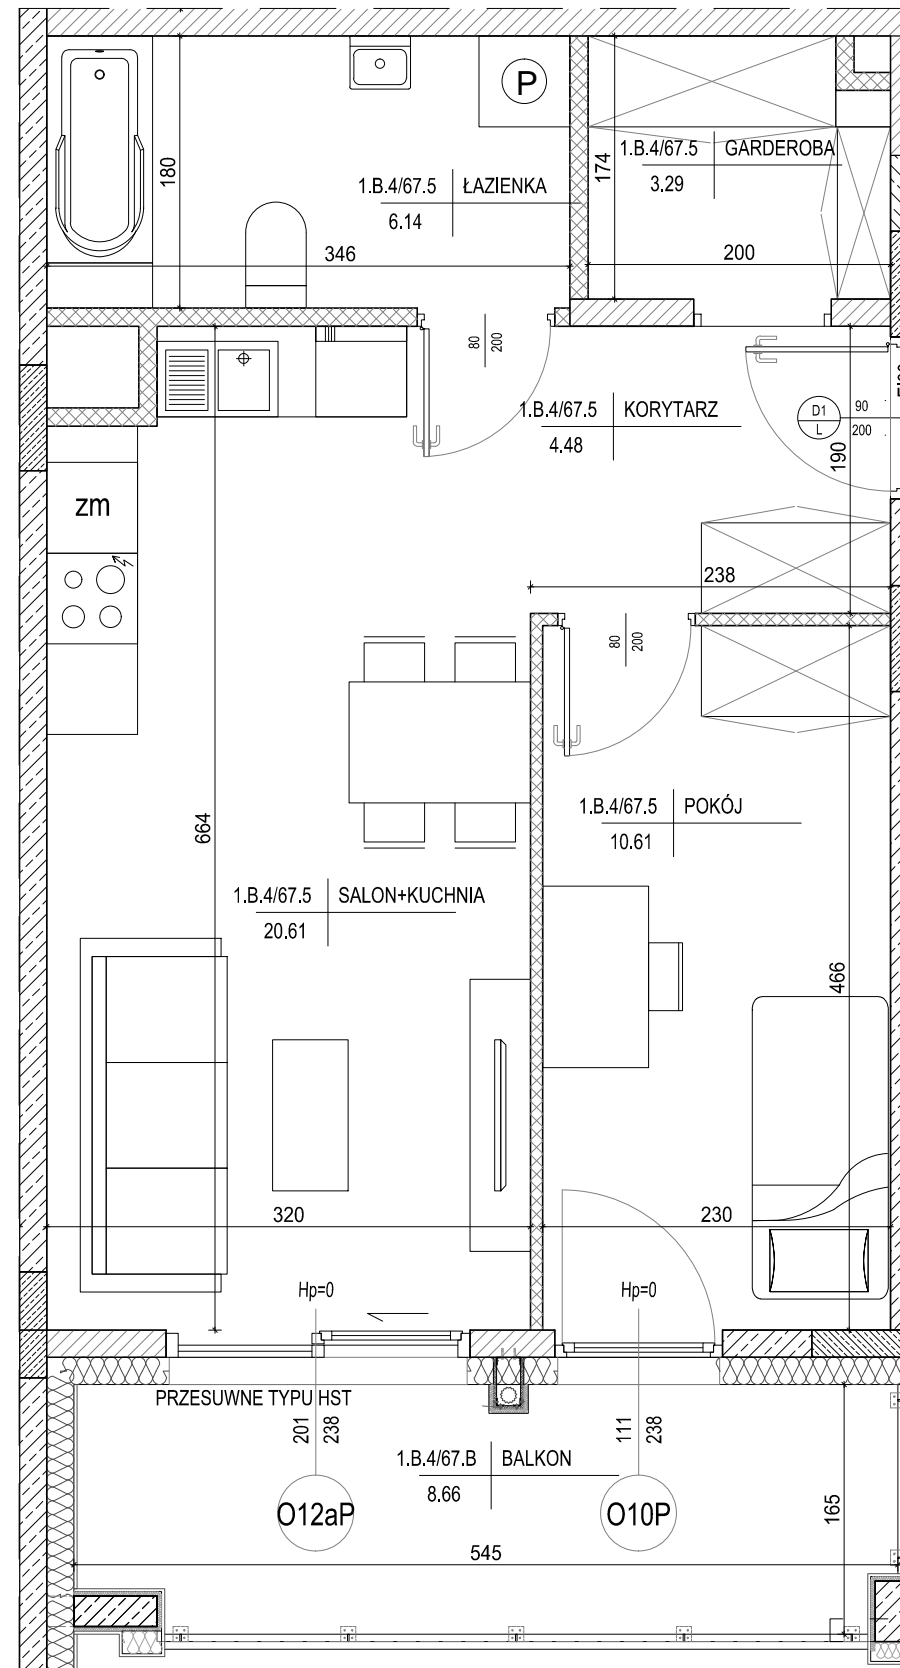 P
180
1.B.4/67.5 ŁAZIENKA
6.14
346
174
1.B.4/67.5 GARDEROBA
3.29
200
80
200
1.B.4/67.5 KORYTARZ
4.48
D1
L
90
200
190
zm
238
80
200
664
1.B.4/67.5 POKÓJ
10.61
1.B.4/67.5 SALON+KUCHNIA
20.61
466
320
230
Hp=0
Hp=0
PRZESUWNE TYPU HST
201
238
111
238
1.B.4/67.B BALKON
8.66
O12aP
O10P
165
545